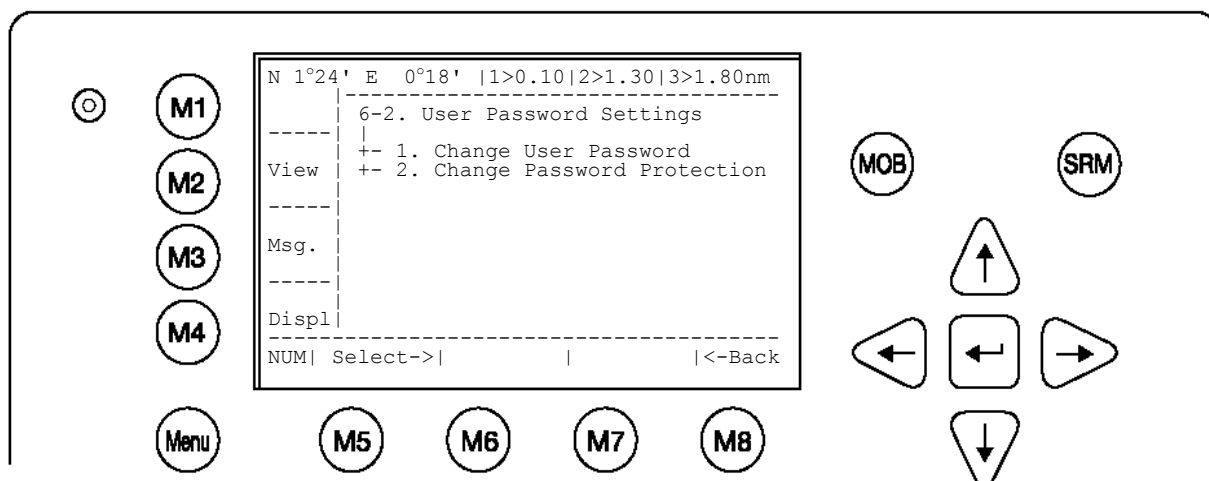 N 1°24' E 0°18' |1>0.10|2>1.30|3>1.80nm
6-2. User Password Settings
+- 1. Change User Password
View +- 2. Change Password Protection
Msg.
Displ
NUM| Select->| | |<-Back
M1
M2
M3
M4
Menu
M5
M6
M7
M8
MOB
SRM